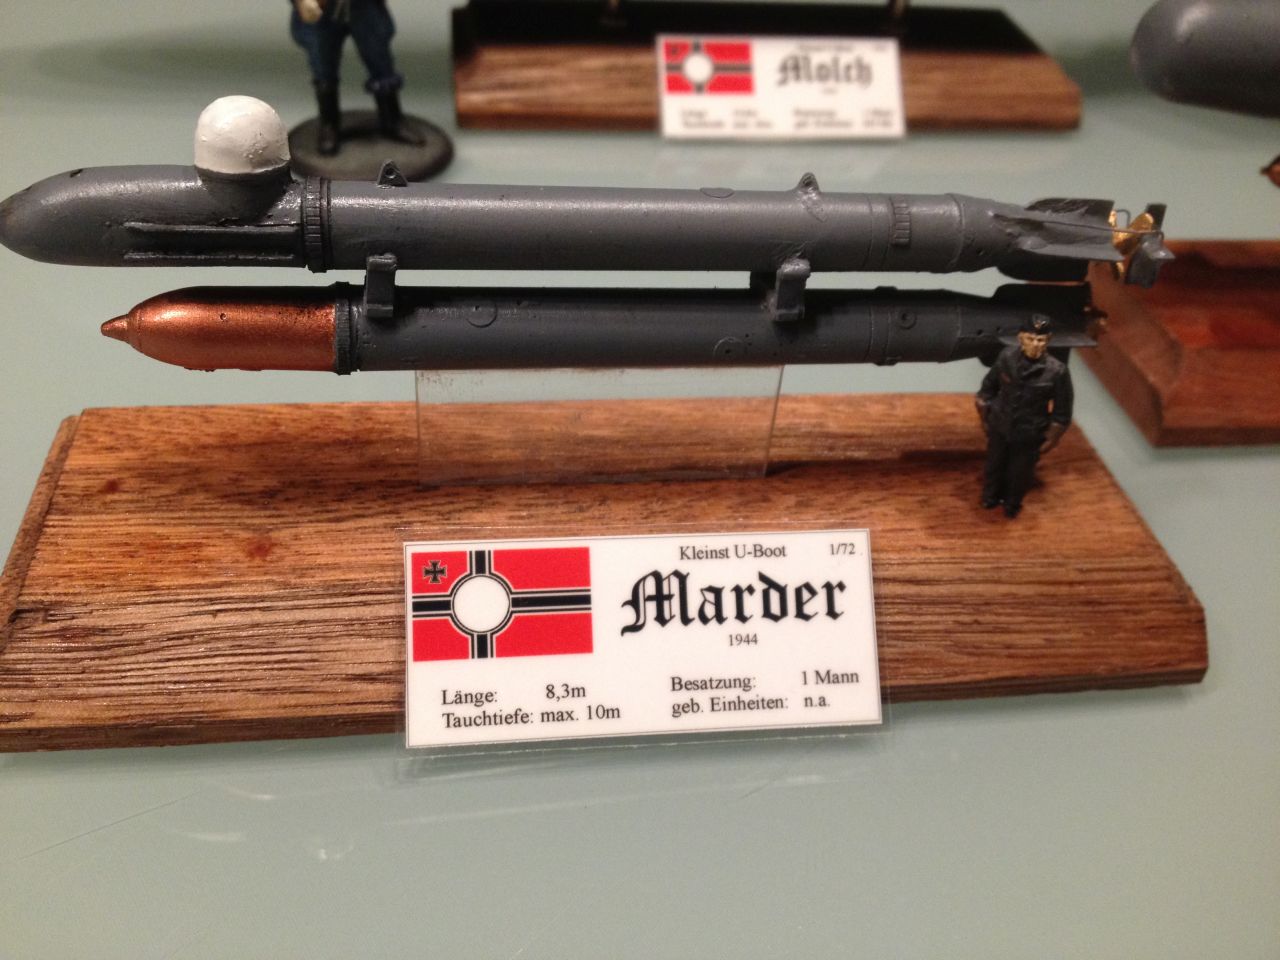 Molch
Kleinst U-Boot 1/72
Marder
1944
Länge: 8,3m
Tauchtiefe: max. 10m
Besatzung: 1 Mann
geb. Einheiten: n.a.